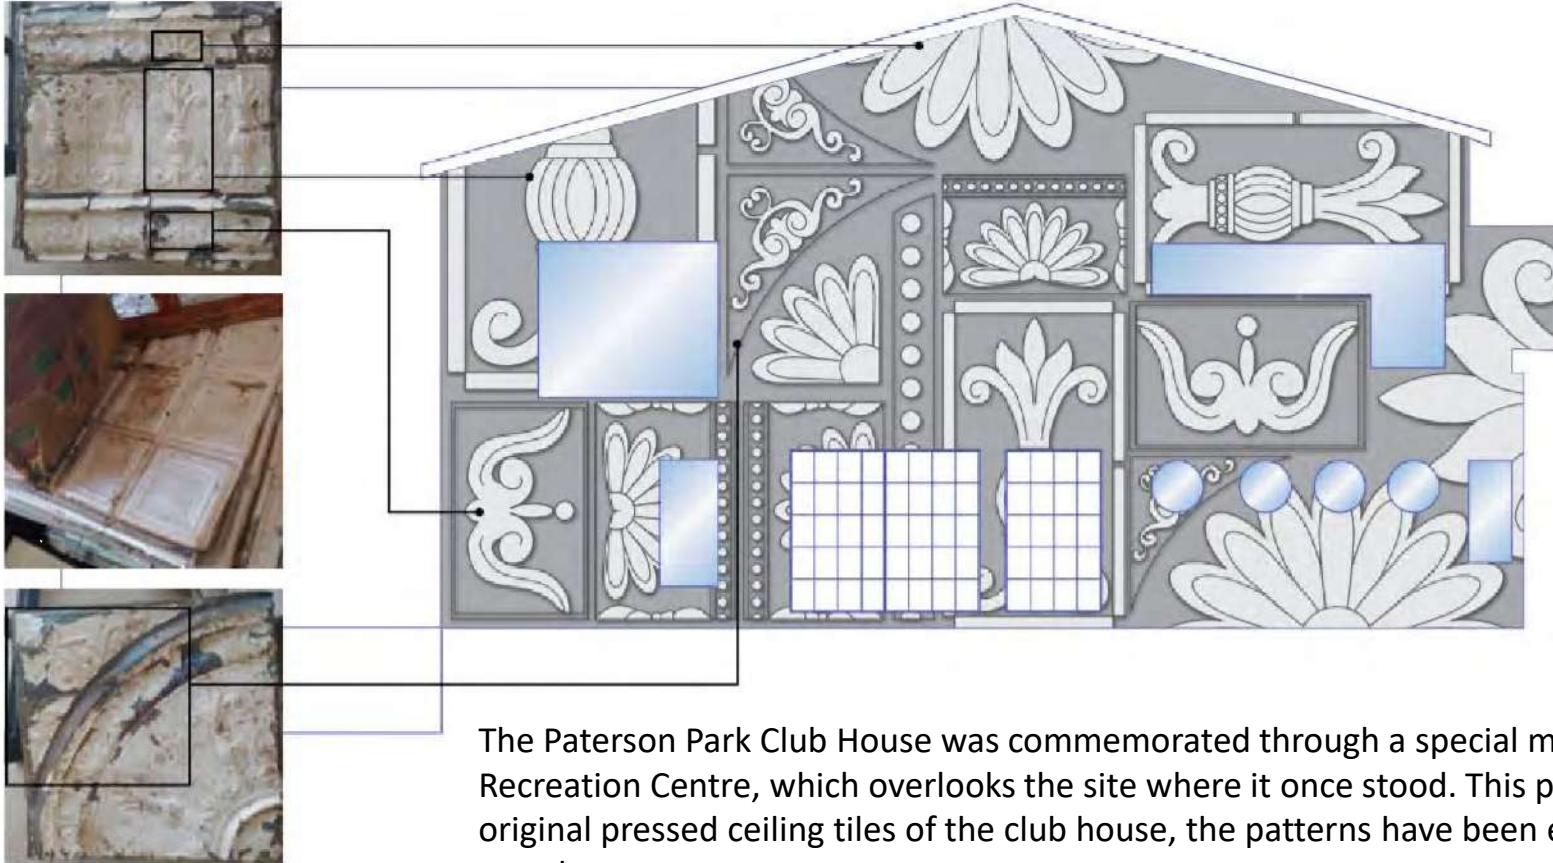 The Paterson Park Club House was commemorated through a special m
Recreation Centre, which overlooks the site where it once stood. This p
original pressed ceiling tiles of the club house, the patterns have been e